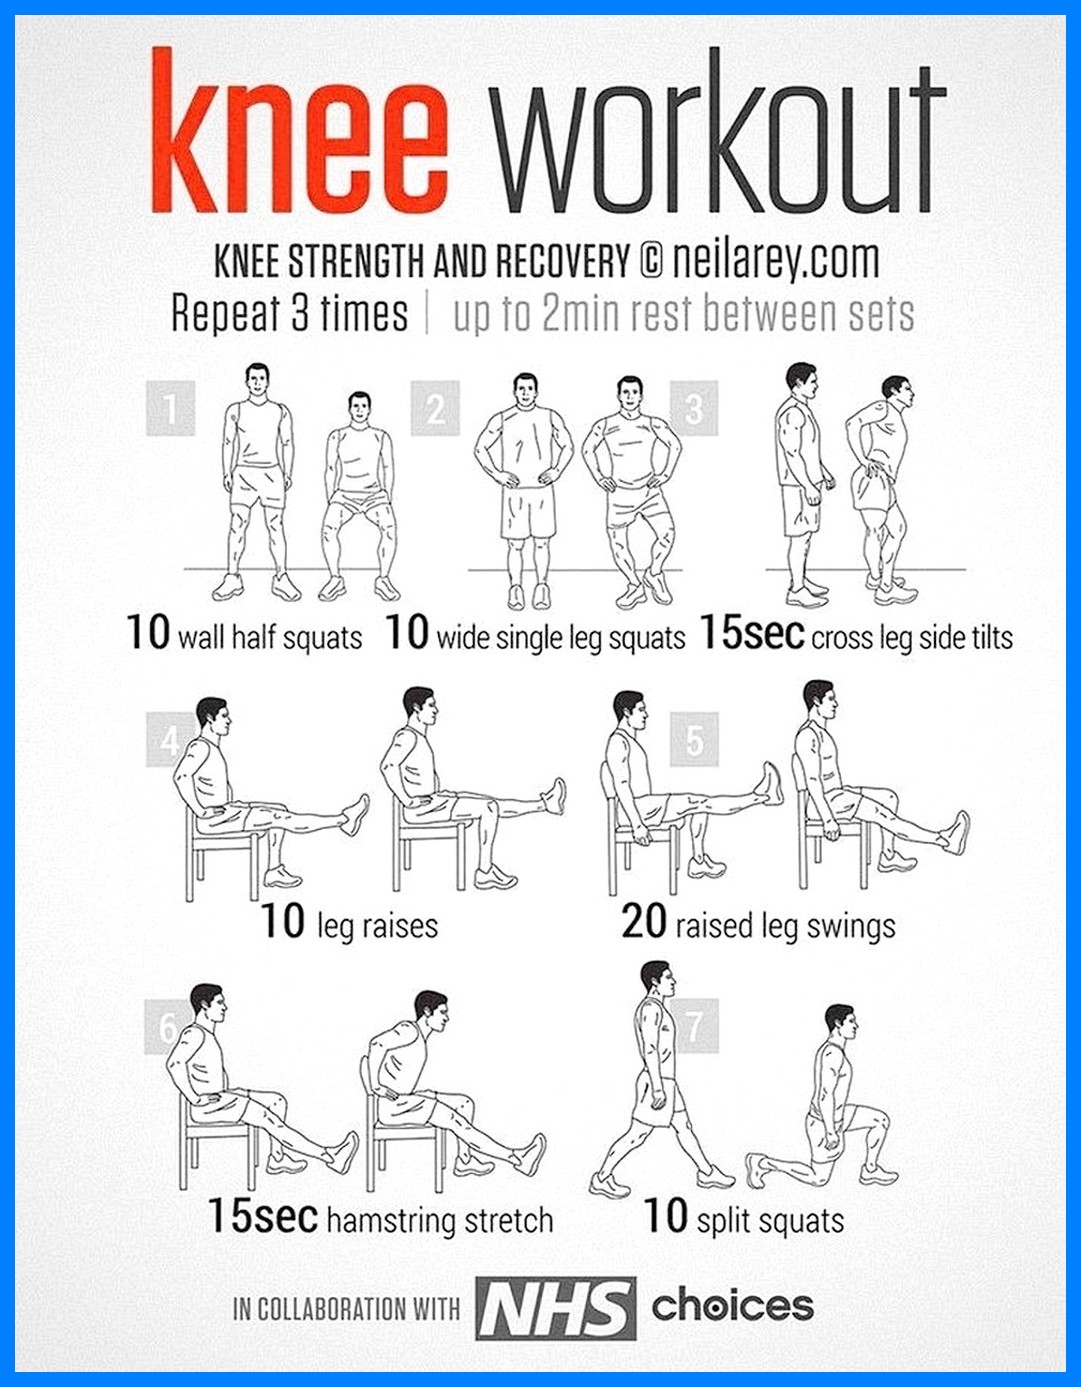 knee workout
KNEE STRENGTH AND RECOVERY © neilarey.com
Repeat 3 times | up to 2min rest between sets
1 2 3
10 wall half squats 10 wide single leg squats 15sec cross leg side tilts
4 5
10 leg raises 20 raised leg swings
6 7
15sec hamstring stretch 10 split squats
IN COLLABORATION WITH NHS choices